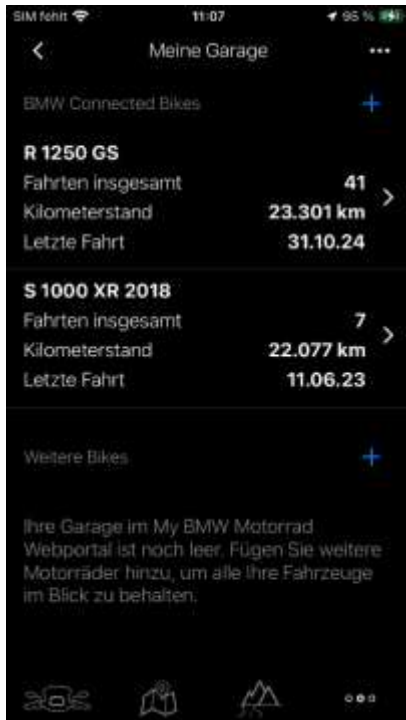 SIM fehlt 11:07 95 %
Meine Garage
BMW Connected Bikes
R 1250 GS
Fahrten insgesamt 41
Kilometerstand 23.301 km
Letzte Fahrt 31.10.24
S 1000 XR 2018
Fahrten insgesamt 7
Kilometerstand 22.077 km
Letzte Fahrt 11.06.23
Weitere Bikes
Ihre Garage im My BMW Motorrad
Webportal ist noch leer. Fügen Sie weitere
Motorräder hinzu, um alle Ihre Fahrzeuge
im Blick zu behalten.